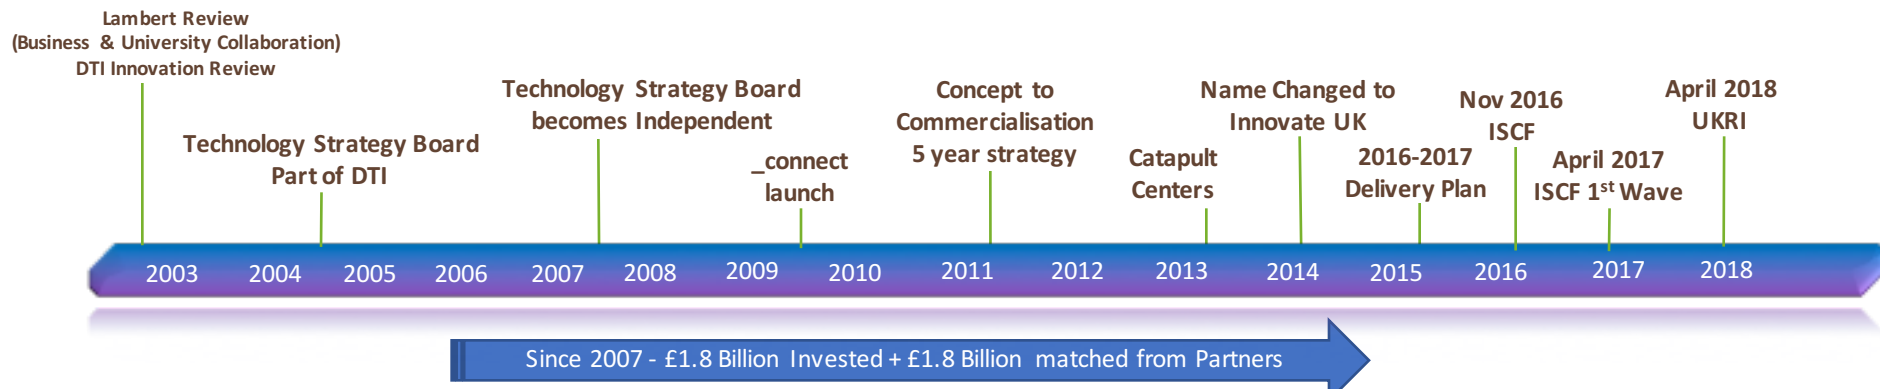 Lambert Review
(Business & University Collaboration)
DTI Innovation Review
Technology Strategy Board
Part of DTI
Technology Strategy Board
becomes Independent
_connect
launch
Concept to
Commercialisation
5 year strategy
Catapult
Centers
Name Changed to
Innovate UK
2016-2017
Delivery Plan
Nov 2016
ISCF
April 2017
ISCF 1st Wave
April 2018
UKRI
2003 2004 2005 2006 2007 2008 2009 2010 2011 2012 2013 2014 2015 2016 2017 2018
Since 2007 - £1.8 Billion Invested + £1.8 Billion matched from Partners